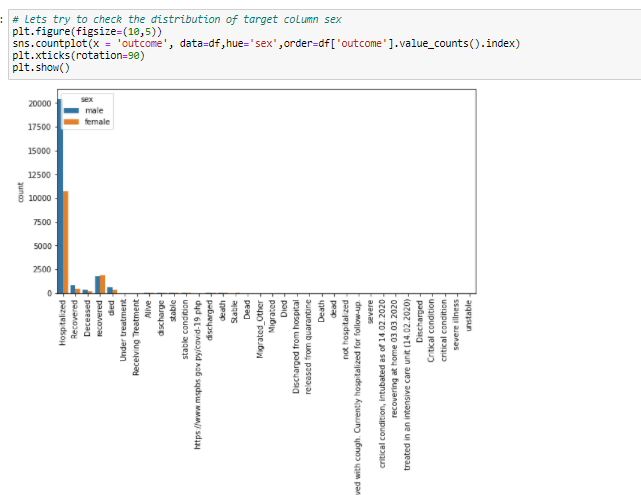 :
# Lets try to check the distribution of target column sex
plt.figure(figsize=(10,5))
sns.countplot(x = 'outcome', data=df,hue='sex',order=df['outcome'].value_counts().index)
plt.xticks(rotation=90)
plt.show()
sex
male
female
20000
17500
15000
12500
10000
7500
5000
2500
0
count
Hospitalized
Recovered
Deceased
recovered
died
Under treatment
Receiving Treatment
Alive
discharge
stable
stable condition
https://www.mspbs.gov.py/covid-19.php
discharged
death
Stable
Dead
Migrated_Other
Migrated
Died
Discharged from hospital
released from quarantine
Death
dead
not hospitalized
ved with cough. Currently hospitalized for follow-up.
severe
critical condition, intubated as of 14.02.2020
recovering at home 03.03.2020
treated in an intensive care unit (14.02.2020)
Discharged
Critical condition
critical condition
severe illness
unstable